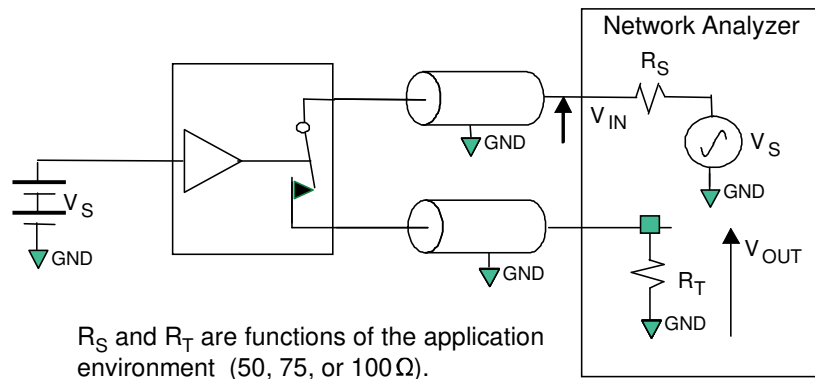 Network Analyzer
R_S
V_IN
GND
V_S
GND
V_S
GND
GND
V_OUT
R_T
GND
R_S and R_T are functions of the application
environment (50, 75, or 100Ω).